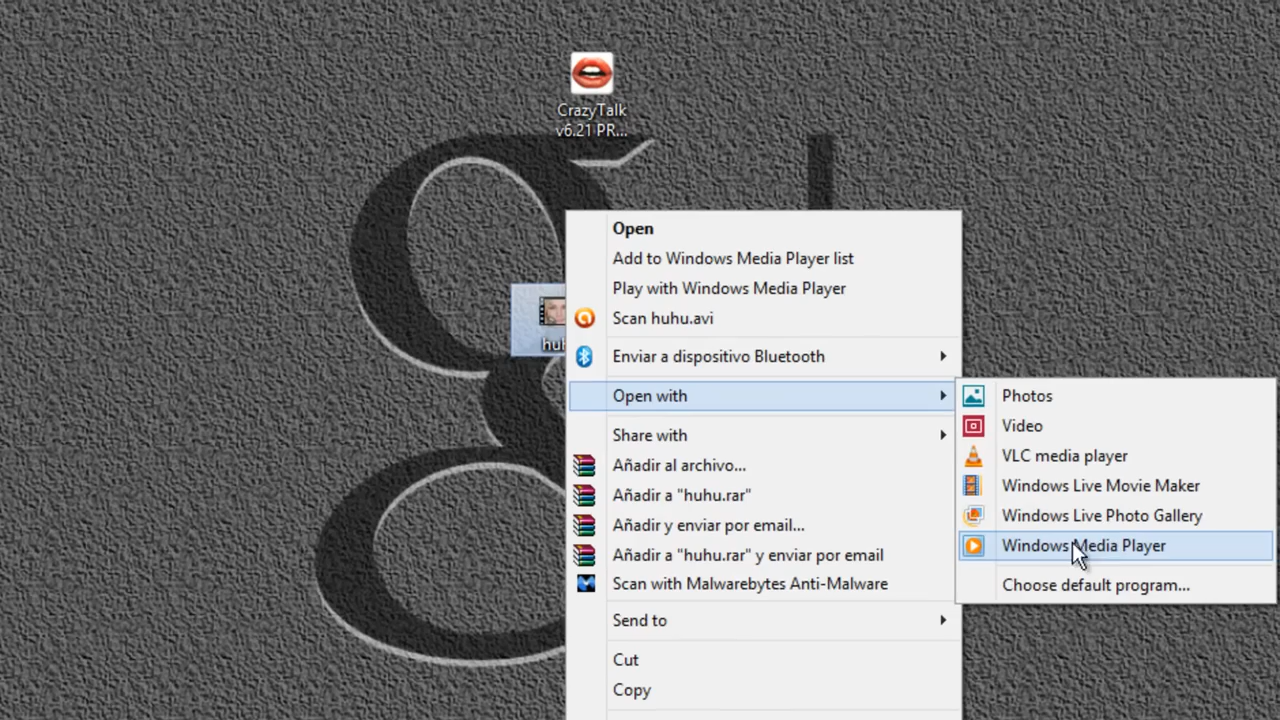 CrazyTalk
v6.21 PR...
Open
Add to Windows Media Player list
Play with Windows Media Player
Scan huhu.avi
Enviar a dispositivo Bluetooth
Open with
Share with
Añadir al archivo...
Añadir a "huhu.rar"
Añadir y enviar por email...
Añadir a "huhu.rar" y enviar por email
Scan with Malwarebytes Anti-Malware
Send to
Cut
Copy
Photos
Video
VLC media player
Windows Live Movie Maker
Windows Live Photo Gallery
Windows Media Player
Choose default program...